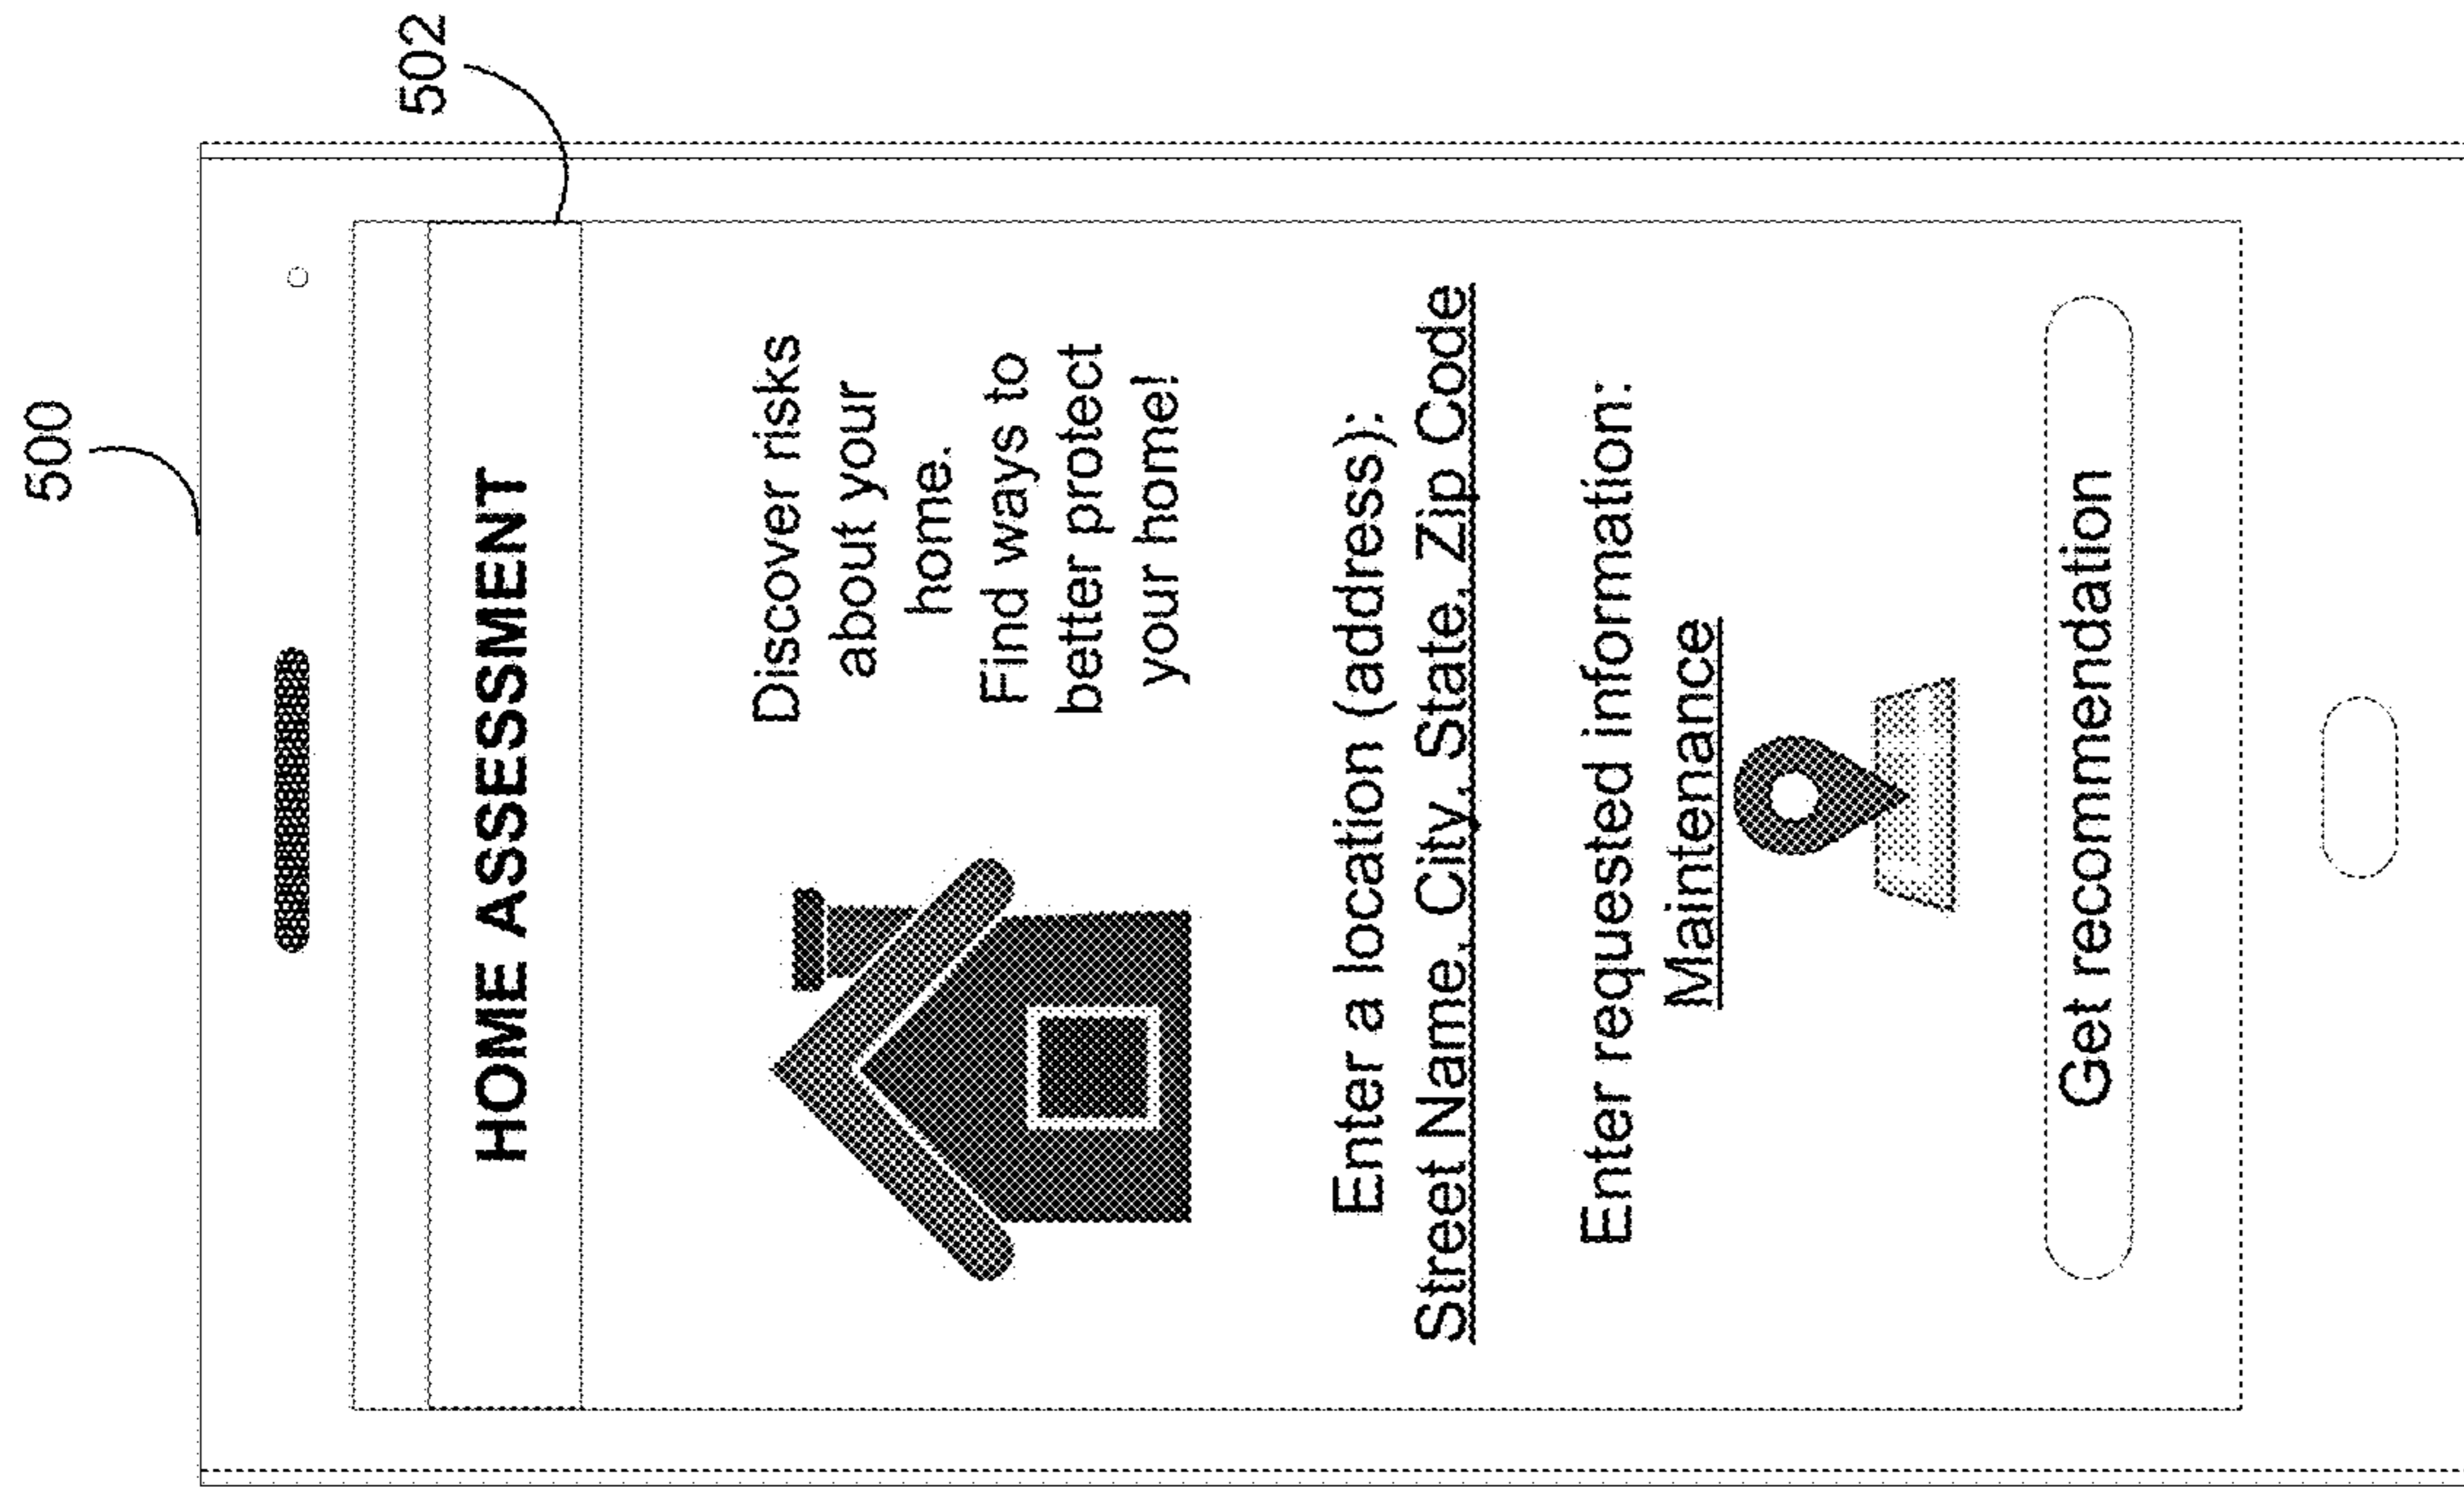 500
502
HOME ASSESSMENT
Discover risks
about your
home.
Find ways to
better protect
your home!
Enter a location (address):
Street Name, City, State, Zip Code
Enter requested information:
Maintenance
Get recommendation